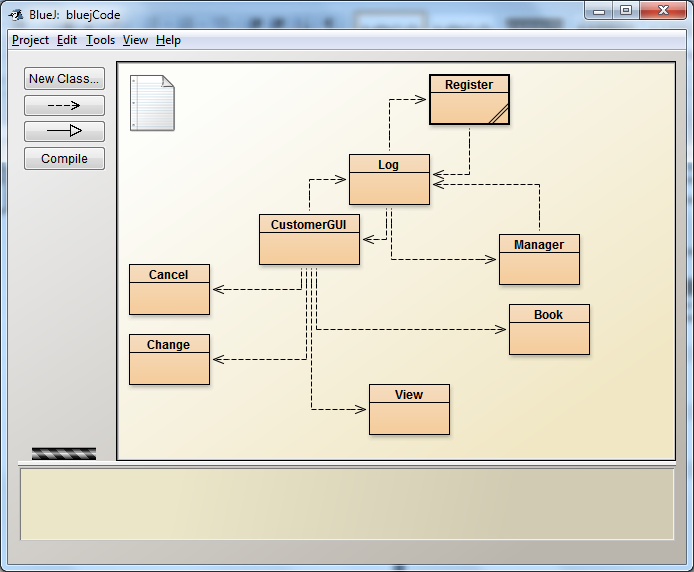 BlueJ: bluejCode
Project Edit Tools View Help
New Class...
Compile
Register
Log
CustomerGUI
Manager
Cancel
Book
Change
View